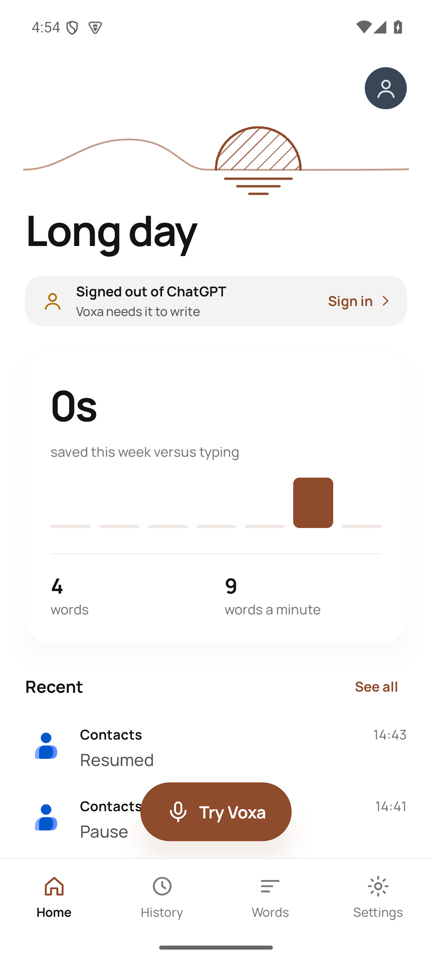 4:54
Long day
Signed out of ChatGPT
Voxa needs it to write
Sign in
0s
saved this week versus typing
4
words
9
words a minute
Recent
See all
Contacts
14:43
Resumed
Contacts
14:41
Pause
Try Voxa
Home
History
Words
Settings